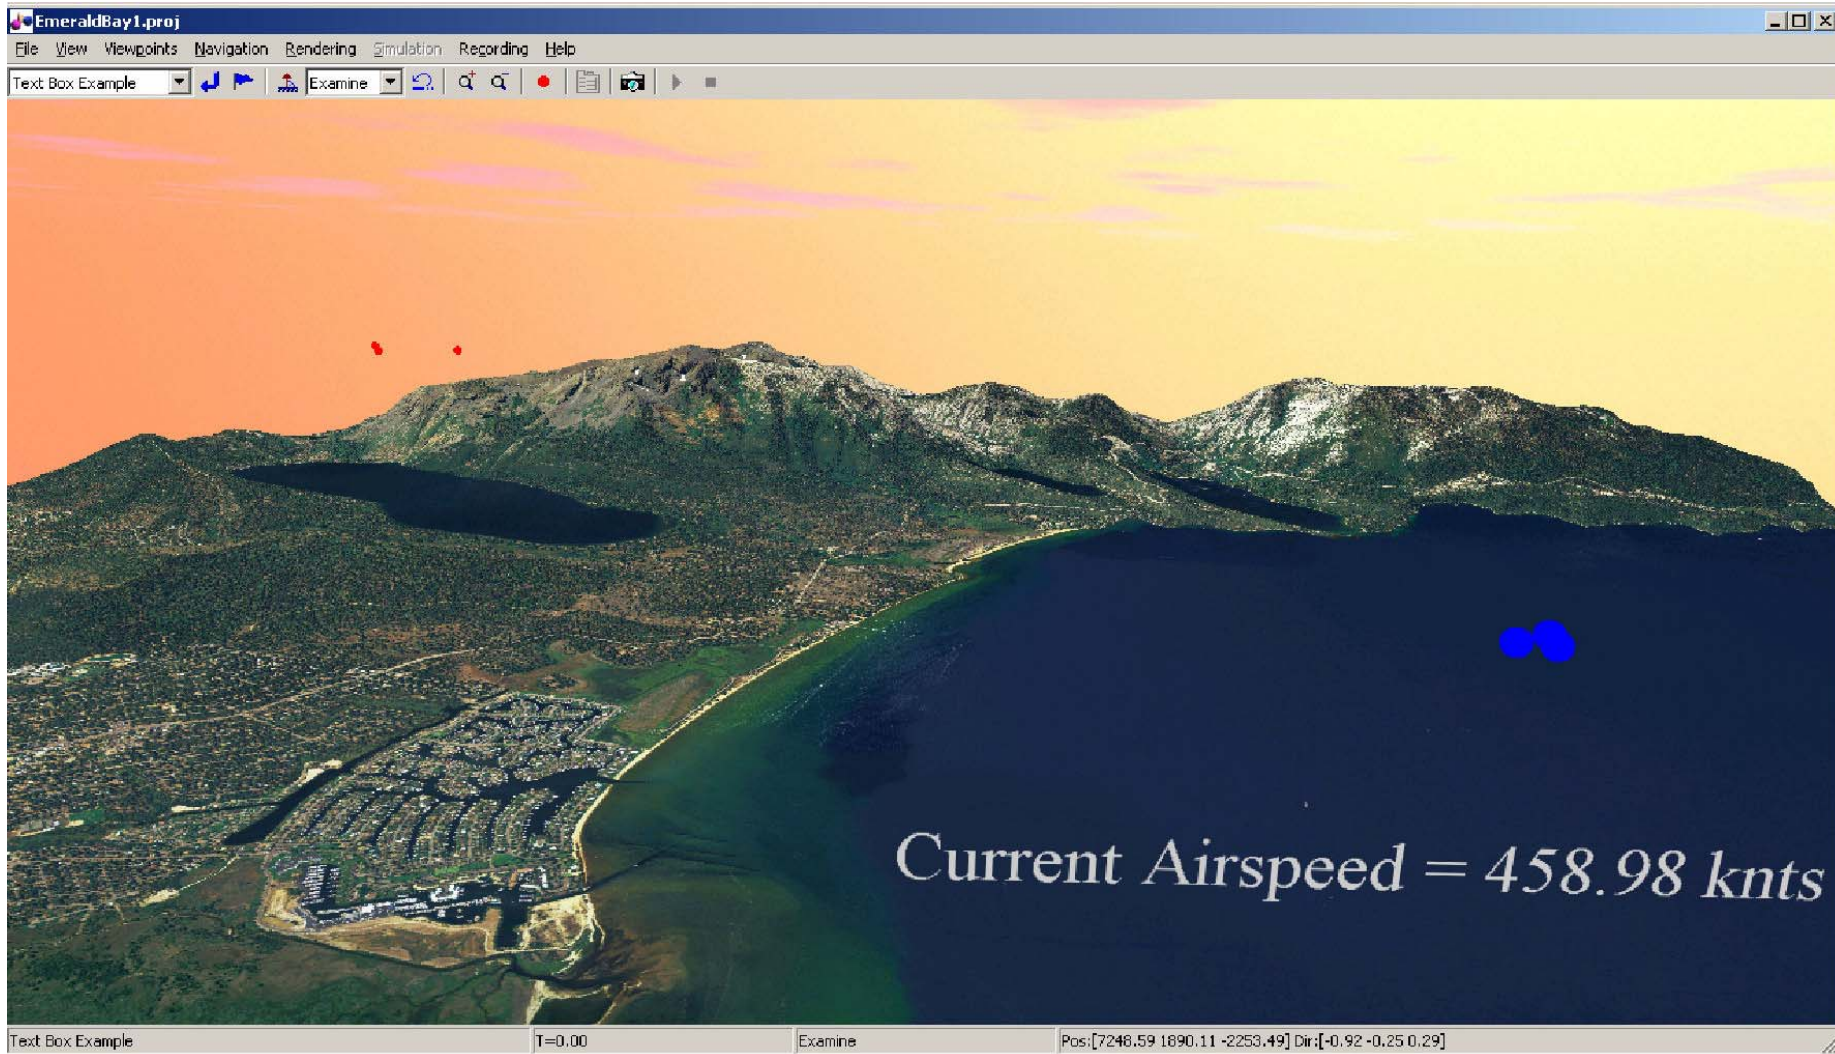 EmeraldBay1.proj
File View Viewpoints Navigation Rendering Simulation Recording Help
Text Box Example Examine
Current Airspeed = 458.98 knts
Text Box Example T=0.00 Examine Pos:[7248.59 1890.11 -2253.49] Dir:[-0.92 -0.25 0.29]